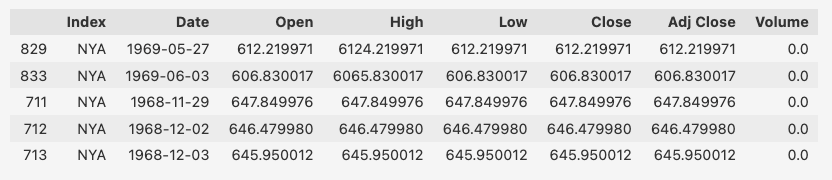 Index Date Open High Low Close Adj Close Volume
829 NYA 1969-05-27 612.219971 6124.219971 612.219971 612.219971 612.219971 0.0
833 NYA 1969-06-03 606.830017 6065.830017 606.830017 606.830017 606.830017 0.0
711 NYA 1968-11-29 647.849976 647.849976 647.849976 647.849976 647.849976 0.0
712 NYA 1968-12-02 646.479980 646.479980 646.479980 646.479980 646.479980 0.0
713 NYA 1968-12-03 645.950012 645.950012 645.950012 645.950012 645.950012 0.0